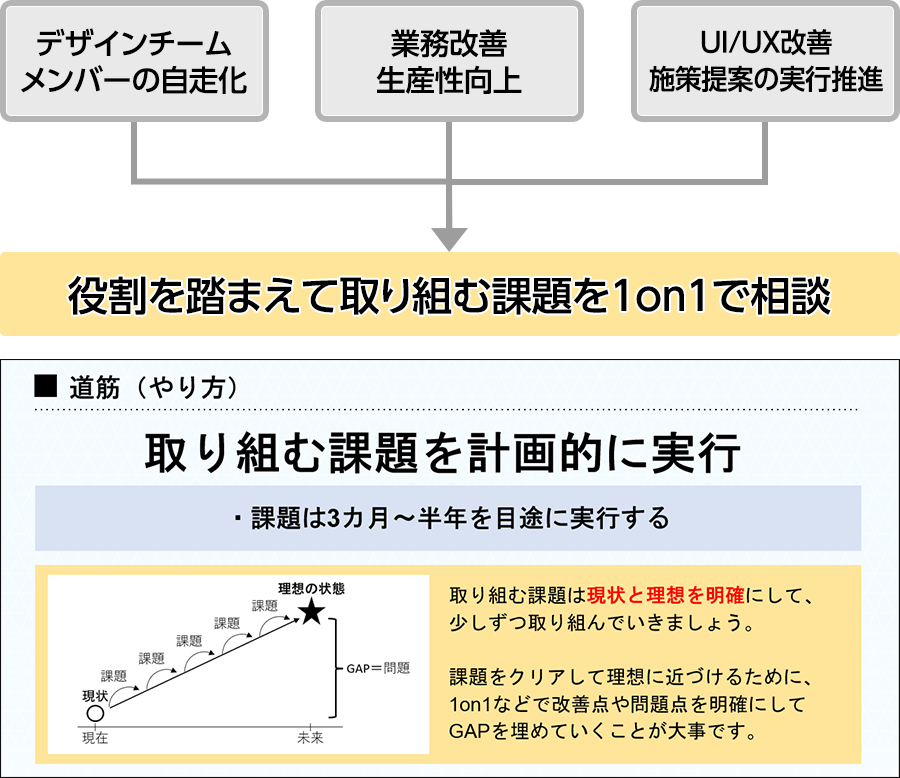 デザインチーム
メンバーの自走化
業務改善
生産性向上
UI/UX改善
施策提案の実行推進
役割を踏まえて取り組む課題を1on1で相談
■ 道筋（やり方）
取り組む課題を計画的に実行
・課題は3カ月～半年を目途に実行する
理想の状態
課題
課題
課題
課題
課題
現状
GAP＝問題
現在
未来
取り組む課題は現状と理想を明確にして、
少しずつ取り組んでいきましょう。
課題をクリアして理想に近づけるために、
1on1などで改善点や問題点を明確にして
GAPを埋めていくことが大事です。